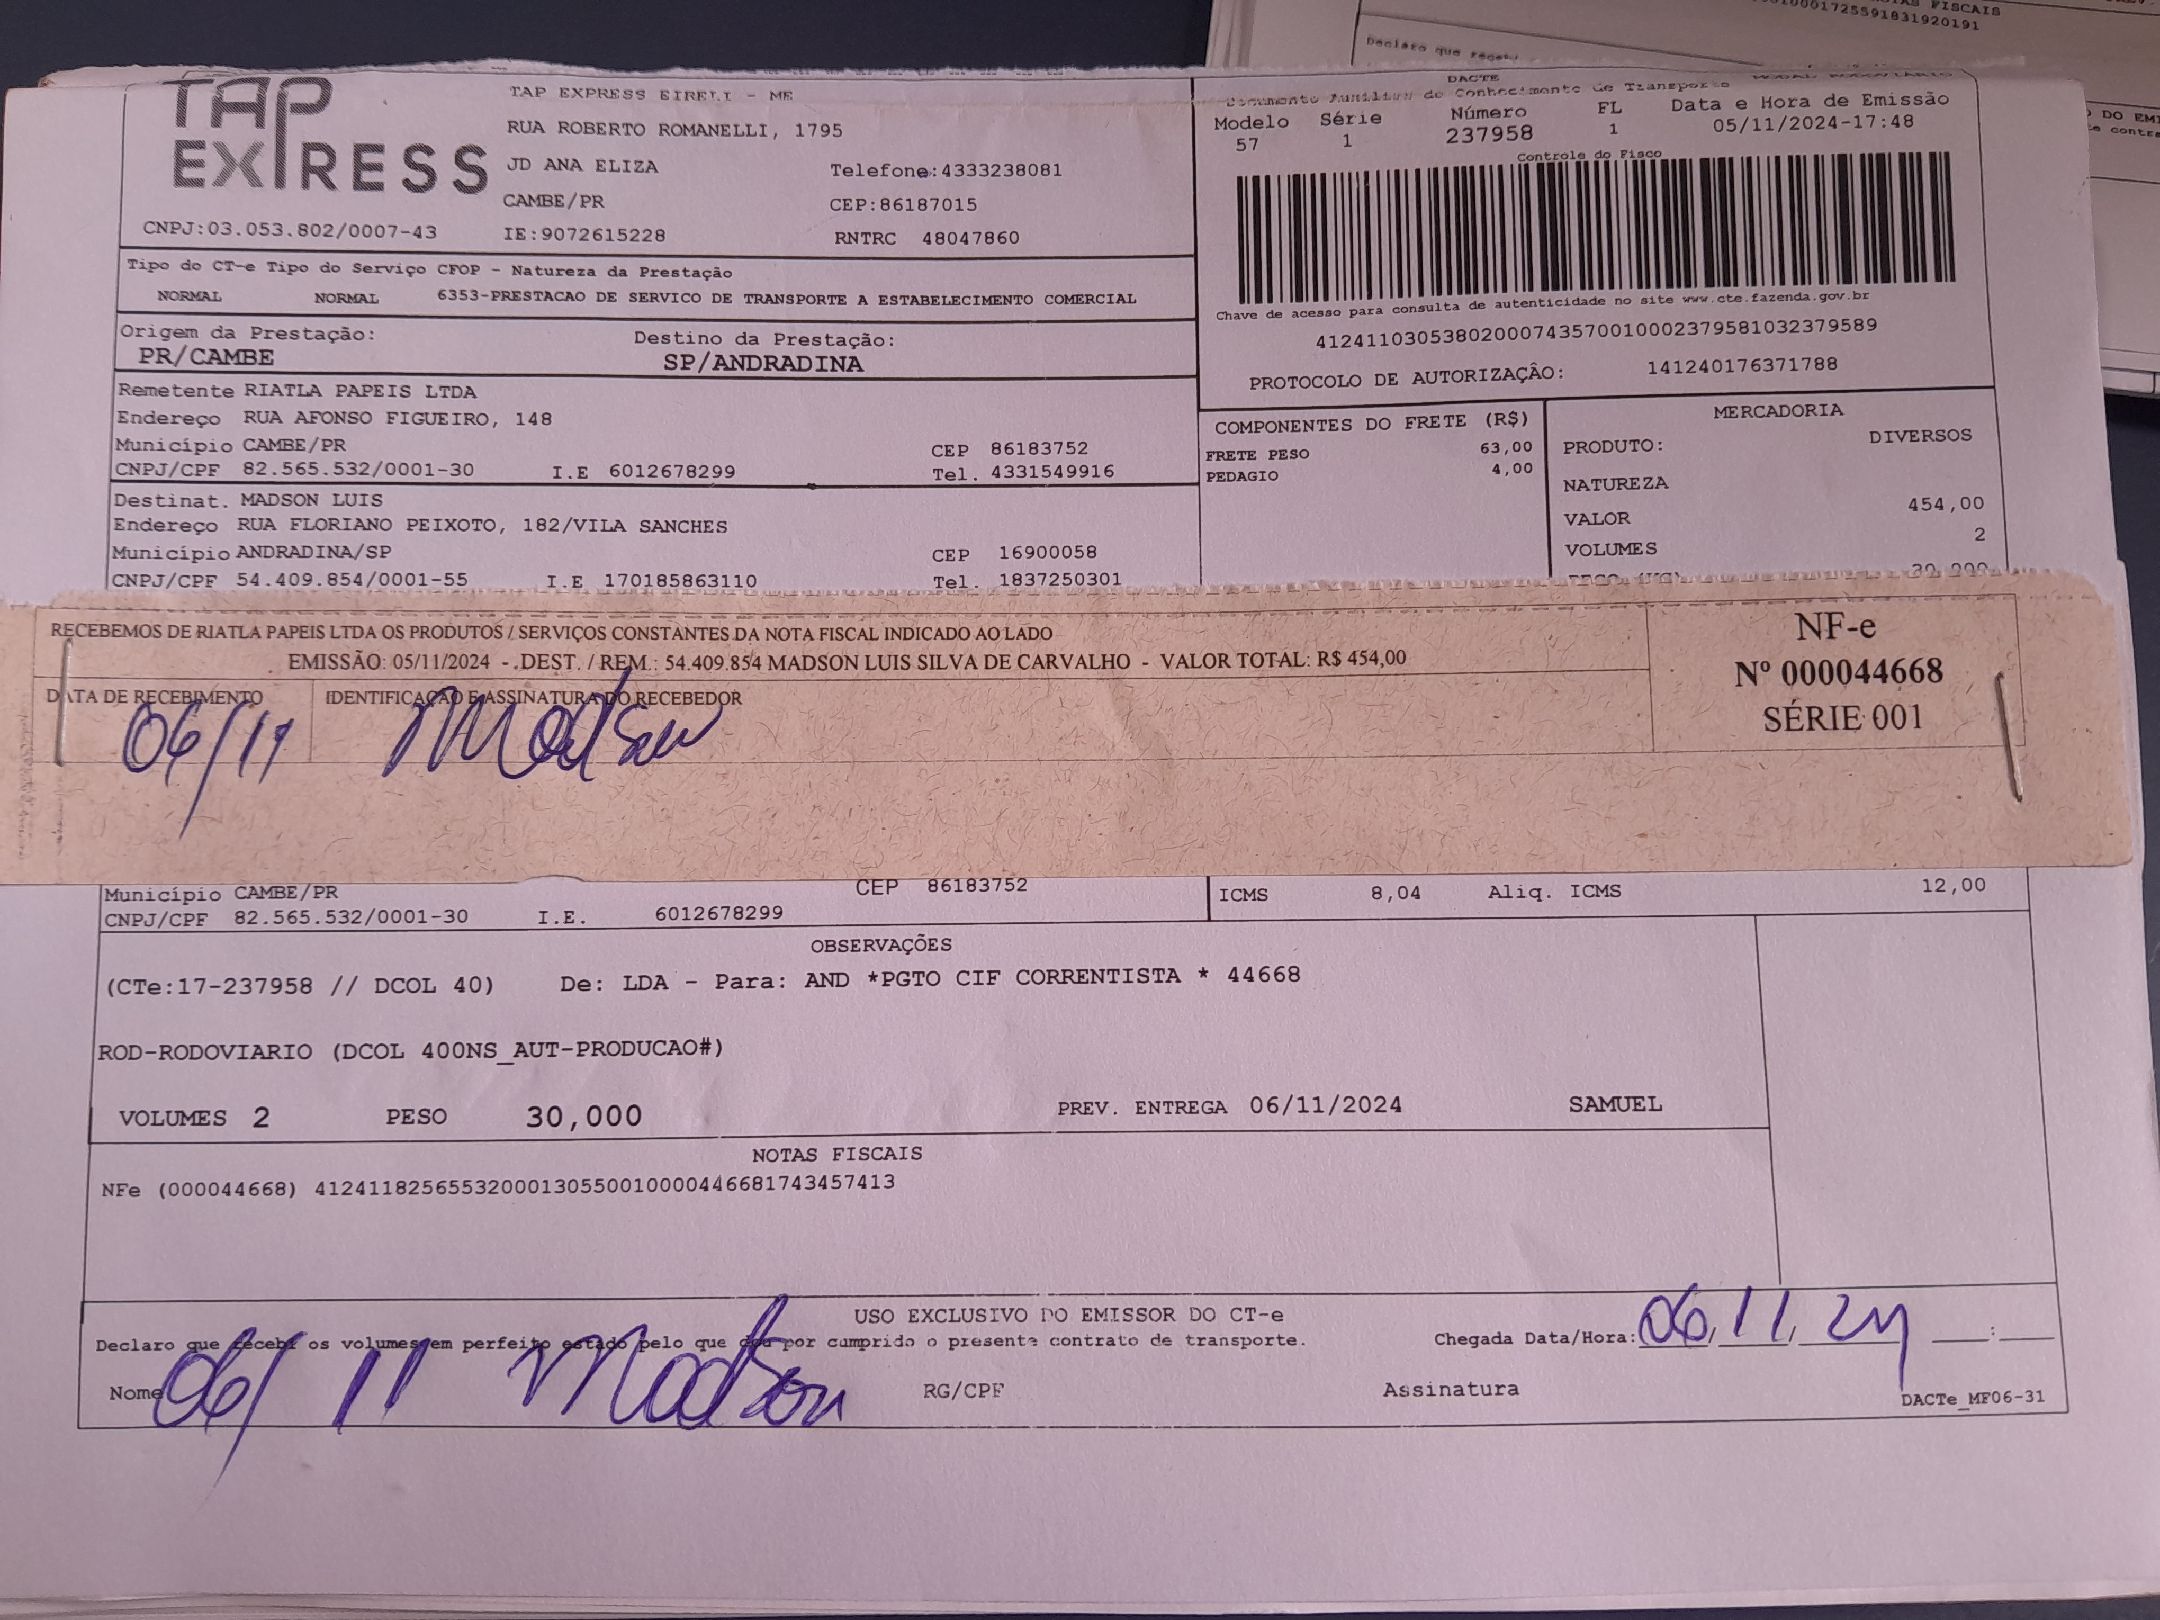 FISCAIS
TAP EXPRESS
TAP EXPRESS EIRELI - ME
RUA ROBERTO ROMANELLI, 1795
JD ANA ELIZA Telefone:4333238081
CAMBE/PR CEP:86187015
CNPJ:03.053.802/0007-43 IE:9072615228 RNTRC 48047860
DACTE
Documento Auxiliar do Conhecimento de Transporte
Modelo Série Número FL Data e Hora de Emissão
57 1 237958 1 05/11/2024-17:48
Controle do Fisco
Chave de acesso para consulta de autenticidade no site www.cte.fazenda.gov.br
41241103053802000743570010002379581032379589
PROTOCOLO DE AUTORIZAÇÃO: 141240176371788
Tipo do CT-e Tipo do Serviço CFOP - Natureza da Prestação
NORMAL NORMAL 6353-PRESTACAO DE SERVICO DE TRANSPORTE A ESTABELECIMENTO COMERCIAL
Origem da Prestação: Destino da Prestação:
PR/CAMBE SP/ANDRADINA
Remetente RIATLA PAPEIS LTDA
Endereço RUA AFONSO FIGUEIRO, 148
Município CAMBE/PR CEP 86183752
CNPJ/CPF 82.565.532/0001-30 I.E 6012678299 Tel. 4331549916
Destinat. MADSON LUIS
Endereço RUA FLORIANO PEIXOTO, 182/VILA SANCHES
Município ANDRADINA/SP CEP 16900058
CNPJ/CPF 54.409.854/0001-55 I.E 170185863110 Tel. 1837250301
COMPONENTES DO FRETE (R$)
FRETE PESO 63,00
PEDAGIO 4,00
MERCADORIA
PRODUTO: DIVERSOS
NATUREZA
VALOR 454,00
VOLUMES 2
RECEBEMOS DE RIATLA PAPEIS LTDA OS PRODUTOS / SERVIÇOS CONSTANTES DA NOTA FISCAL INDICADO AO LADO
EMISSÃO: 05/11/2024 - DEST. / REM.: 54.409.854 MADSON LUIS SILVA DE CARVALHO - VALOR TOTAL: R$ 454,00
DATA DE RECEBIMENTO IDENTIFICAÇÃO E ASSINATURA DO RECEBEDOR
06/11 Madson
NF-e
Nº 000044668
SÉRIE 001
Município CAMBE/PR CEP 86183752
CNPJ/CPF 82.565.532/0001-30 I.E. 6012678299
ICMS 8,04 Aliq. ICMS 12,00
OBSERVAÇÕES
(CTe:17-237958 // DCOL 40) De: LDA - Para: AND *PGTO CIF CORRENTISTA * 44668
ROD-RODOVIARIO (DCOL 400NS_AUT-PRODUCAO#)
VOLUMES 2 PESO 30,000 PREV. ENTREGA 06/11/2024 SAMUEL
NOTAS FISCAIS
NFe (000044668) 41241182565532000130550010000446681743457413
USO EXCLUSIVO DO EMISSOR DO CT-e
Declaro que recebi os volumes em perfeito estado pelo que dou por cumprido o presente contrato de transporte. Chegada Data/Hora: 06/11/24 __:__
Nome 06/11 Madson RG/CPF Assinatura
DACTe_MF06-31